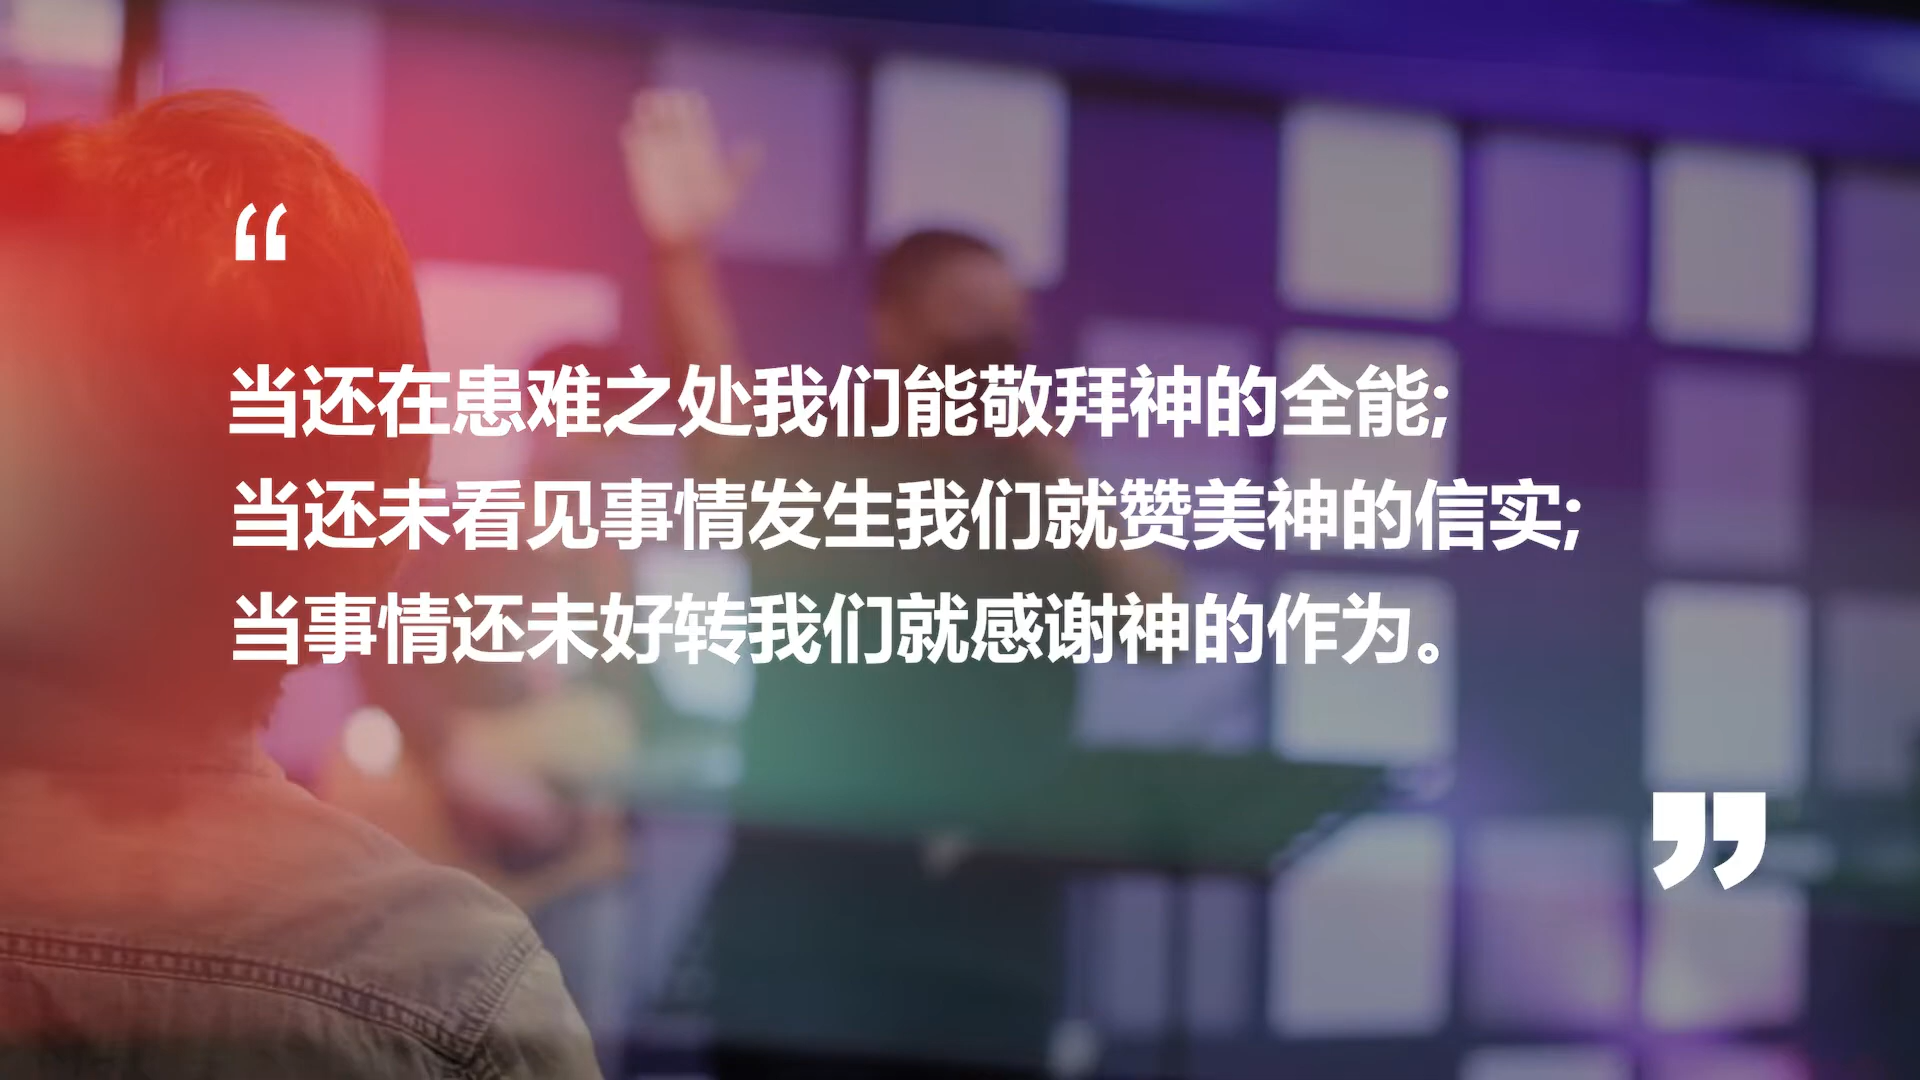 “
当还在患难之处我们能敬拜神的全能;
当还未看见事情发生我们就赞美神的信实;
当事情还未好转我们就感谢神的作为。
”